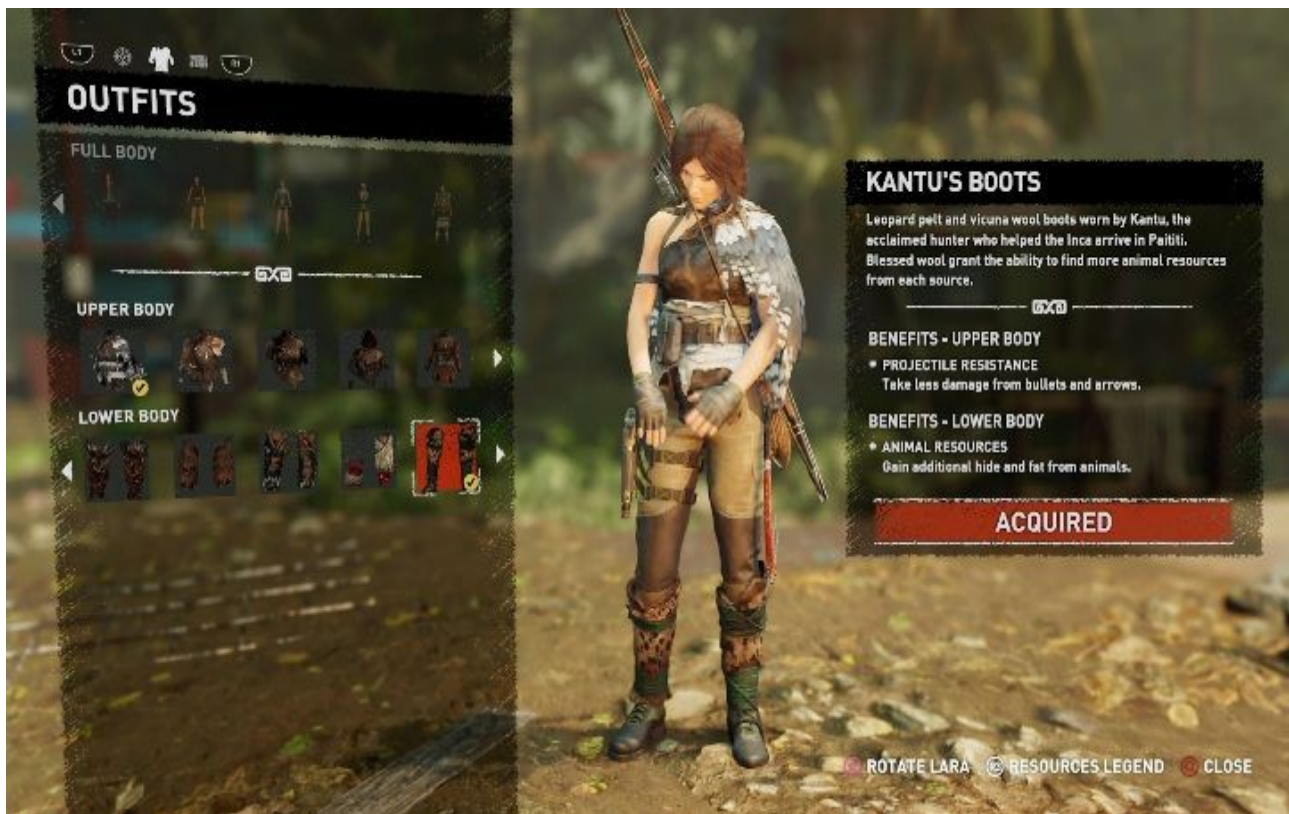 L1
R1
OUTFITS
FULL BODY
UPPER BODY
LOWER BODY
KANTU'S BOOTS
Leopard pelt and vicuna wool boots worn by Kantu, the
acclaimed hunter who helped the Inca arrive in Paititi.
Blessed wool grant the ability to find more animal resources
from each source.
BENEFITS - UPPER BODY
PROJECTILE RESISTANCE
Take less damage from bullets and arrows.
BENEFITS - LOWER BODY
ANIMAL RESOURCES
Gain additional hide and fat from animals.
ACQUIRED
ROTATE LARA RESOURCES LEGEND CLOSE